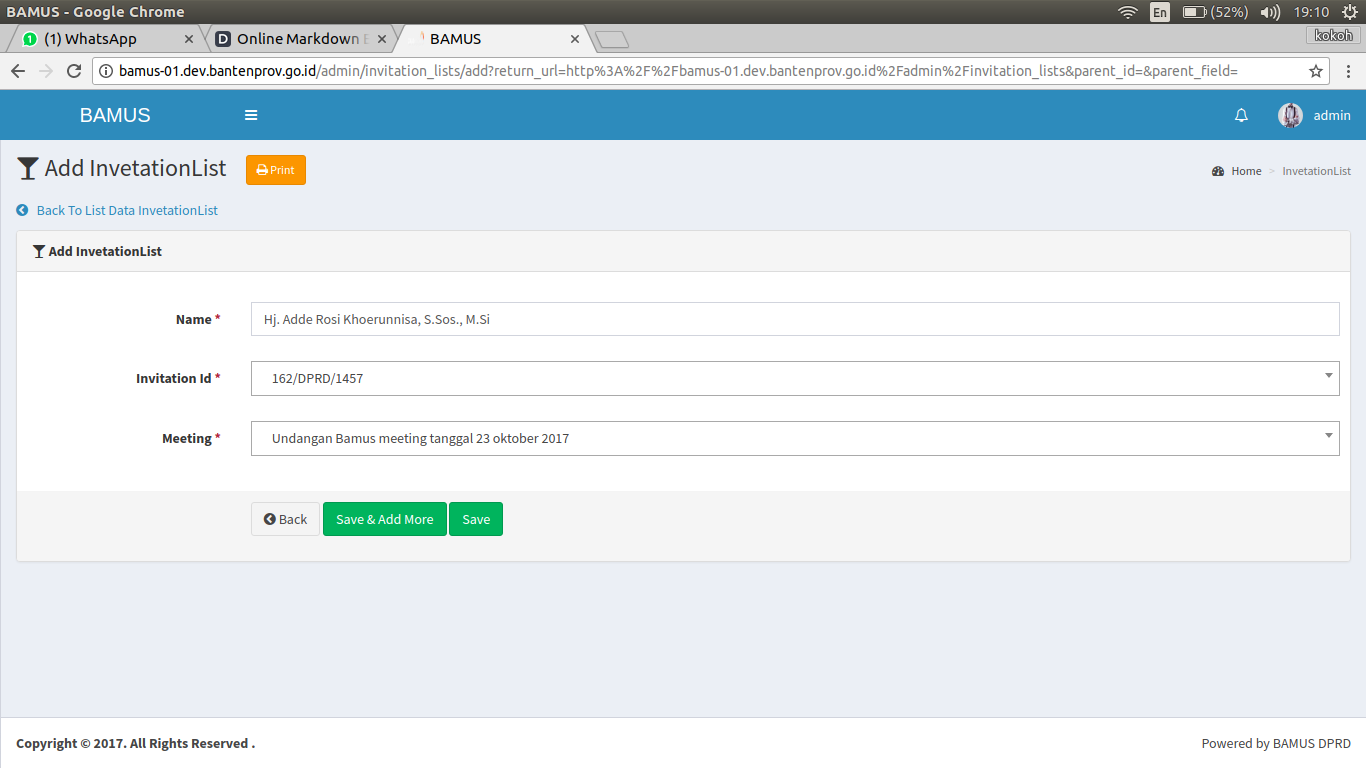 BAMUS - Google Chrome
En
(52%)
19:10
1
(1) WhatsApp
D
Online Markdown E
BAMUS
kokoh
bamus-01.dev.bantenprov.go.id/admin/invitation_lists/add?return_url=http%3A%2F%2Fbamus-01.dev.bantenprov.go.id%2Fadmin%2Finvitation_lists&parent_id=&parent_field=
BAMUS
admin
Add InvetationList
Print
Home > InvetationList
Back To List Data InvetationList
Add InvetationList
Name *
Hj. Adde Rosi Khoerunnisa, S.Sos., M.Si
Invitation Id *
162/DPRD/1457
Meeting *
Undangan Bamus meeting tanggal 23 oktober 2017
Back
Save & Add More
Save
Copyright © 2017. All Rights Reserved .
Powered by BAMUS DPRD